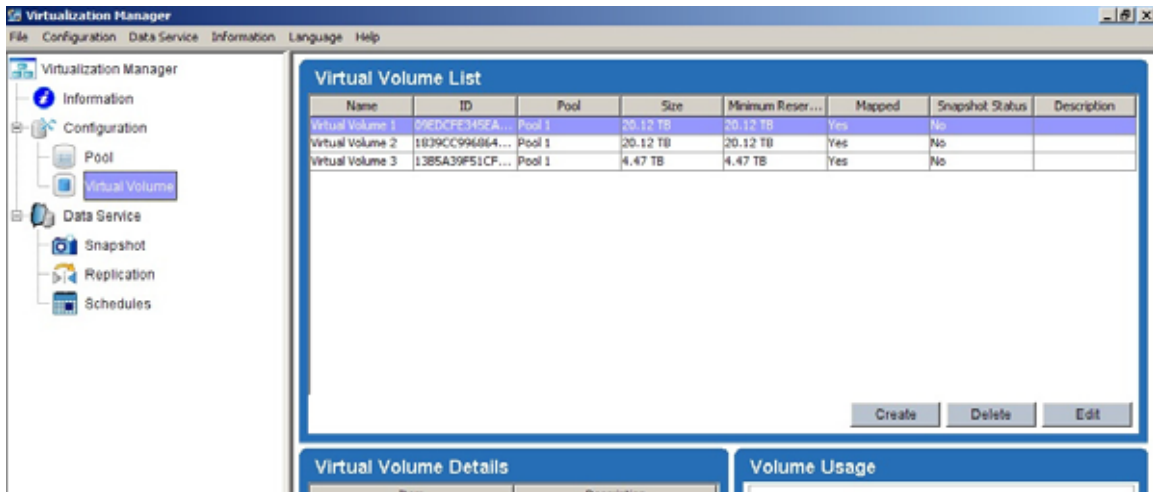 Virtualization Manager
File Configuration Data Service Information Language Help
Virtualization Manager
Information
Configuration
Pool
Virtual Volume
Data Service
Snapshot
Replication
Schedules
Virtual Volume List
Name ID Pool Size Minimum Reser... Mapped Snapshot Status Description
Virtual Volume 1 09EDCFE345EA... Pool 1 20.12 TB 20.12 TB Yes No
Virtual Volume 2 1839CC996864... Pool 1 20.12 TB 20.12 TB Yes No
Virtual Volume 3 13B5A39F51CF... Pool 1 4.47 TB 4.47 TB Yes No
Create Delete Edit
Virtual Volume Details
Volume Usage